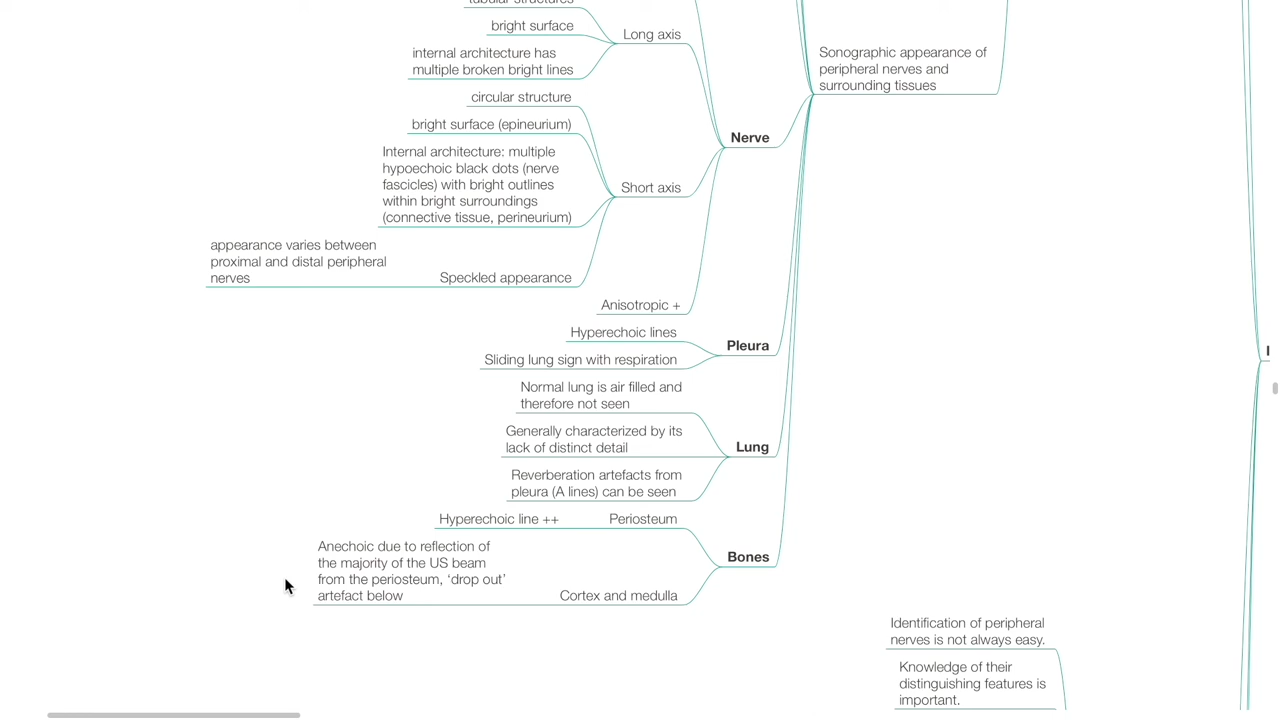 tubular structures
bright surface
Long axis
internal architecture has
multiple broken bright lines
Sonographic appearance of
peripheral nerves and
surrounding tissues
circular structure
bright surface (epineurium)
Nerve
Internal architecture: multiple
hypoechoic black dots (nerve
fascicles) with bright outlines
within bright surroundings
(connective tissue, perineurium)
Short axis
appearance varies between
proximal and distal peripheral
nerves
Speckled appearance
Anisotropic +
Hyperechoic lines
Pleura
Sliding lung sign with respiration
Normal lung is air filled and
therefore not seen
Generally characterized by its
lack of distinct detail
Lung
Reverberation artefacts from
pleura (A lines) can be seen
Hyperechoic line ++
Periosteum
Bones
Anechoic due to reflection of
the majority of the US beam
from the periosteum, ‘drop out’
artefact below
Cortex and medulla
Identification of peripheral
nerves is not always easy.
Knowledge of their
distinguishing features is
important.